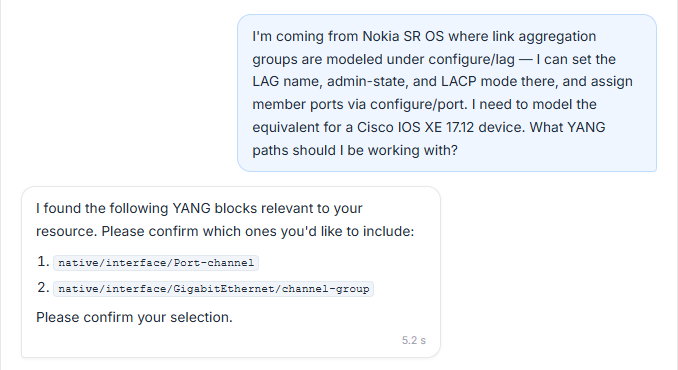 I'm coming from Nokia SR OS where link aggregation
groups are modeled under configure/lag — I can set the
LAG name, admin-state, and LACP mode there, and assign
member ports via configure/port. I need to model the
equivalent for a Cisco IOS XE 17.12 device. What YANG
paths should I be working with?
I found the following YANG blocks relevant to your
resource. Please confirm which ones you'd like to include:
1. native/interface/Port-channel
2. native/interface/GigabitEthernet/channel-group
Please confirm your selection.
5.2 s